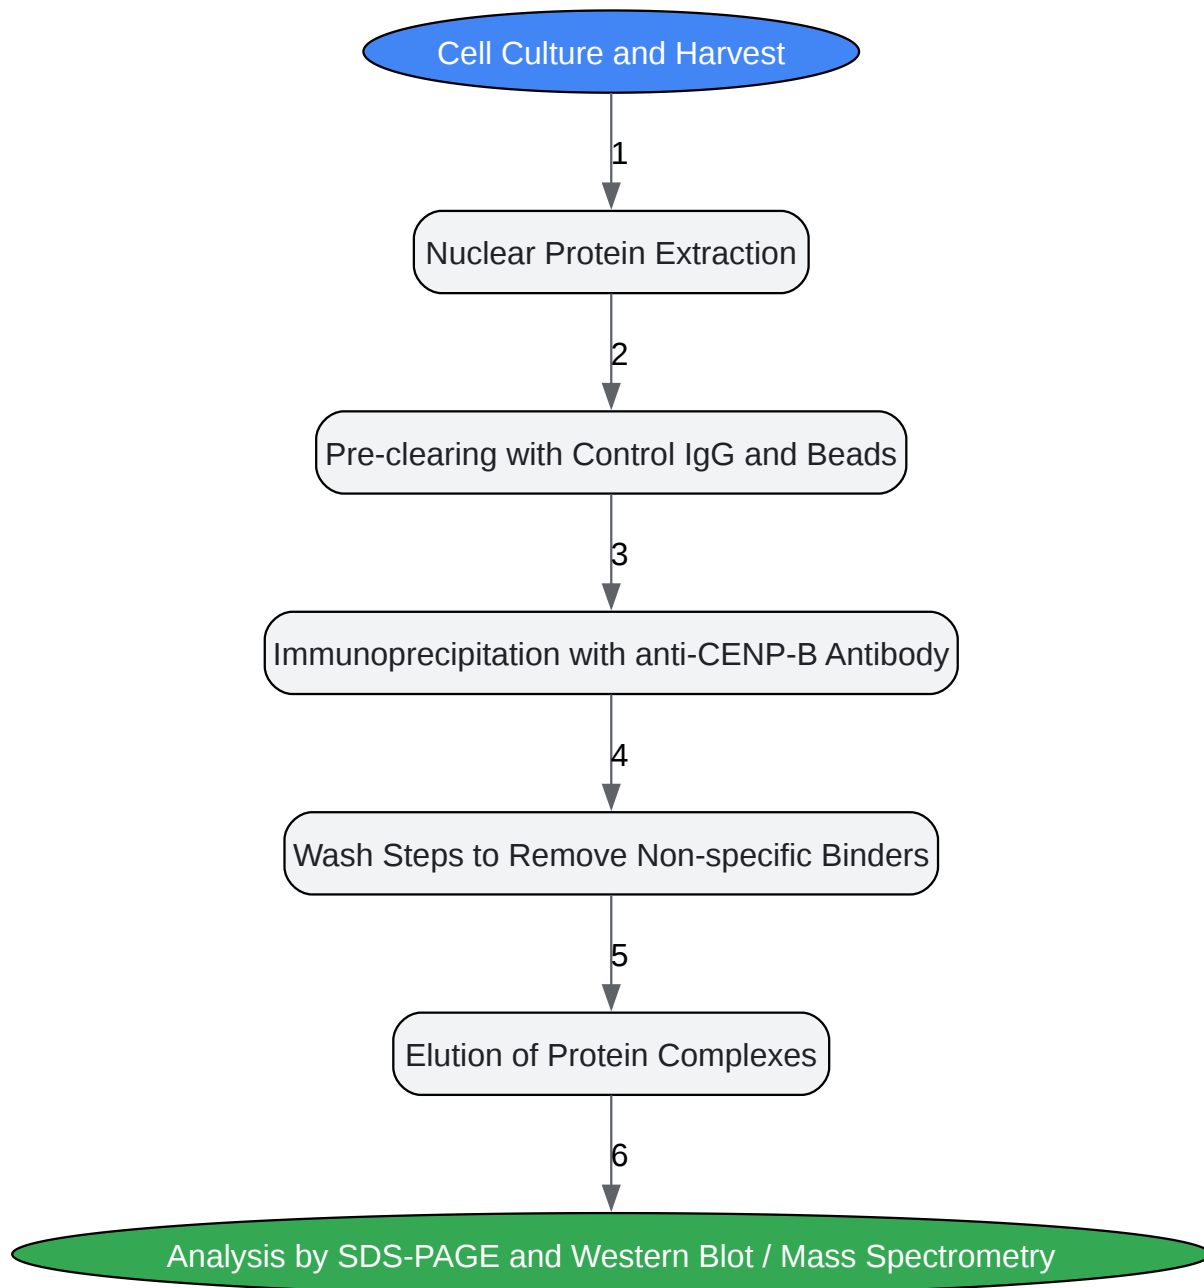 Cell Culture and Harvest
1
Nuclear Protein Extraction
2
Pre-clearing with Control IgG and Beads
3
Immunoprecipitation with anti-CENP-B Antibody
4
Wash Steps to Remove Non-specific Binders
5
Elution of Protein Complexes
6
Analysis by SDS-PAGE and Western Blot / Mass Spectrometry